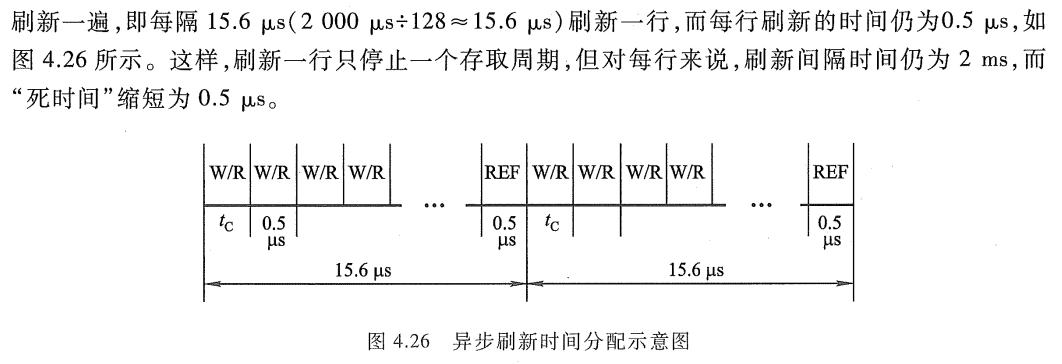 刷新一遍,即每隔 15.6 μs(2 000 μs÷128≈15.6 μs)刷新一行,而每行刷新的时间仍为0.5 μs,如
图 4.26 所示。这样,刷新一行只停止一个存取周期,但对每行来说,刷新间隔时间仍为 2 ms,而
“死时间”缩短为 0.5 μs。
W/R W/R W/R W/R REF W/R W/R W/R W/R REF
… …
tC 0.5 μs 0.5 μs tC 0.5 μs
15.6 μs 15.6 μs
图 4.26 异步刷新时间分配示意图